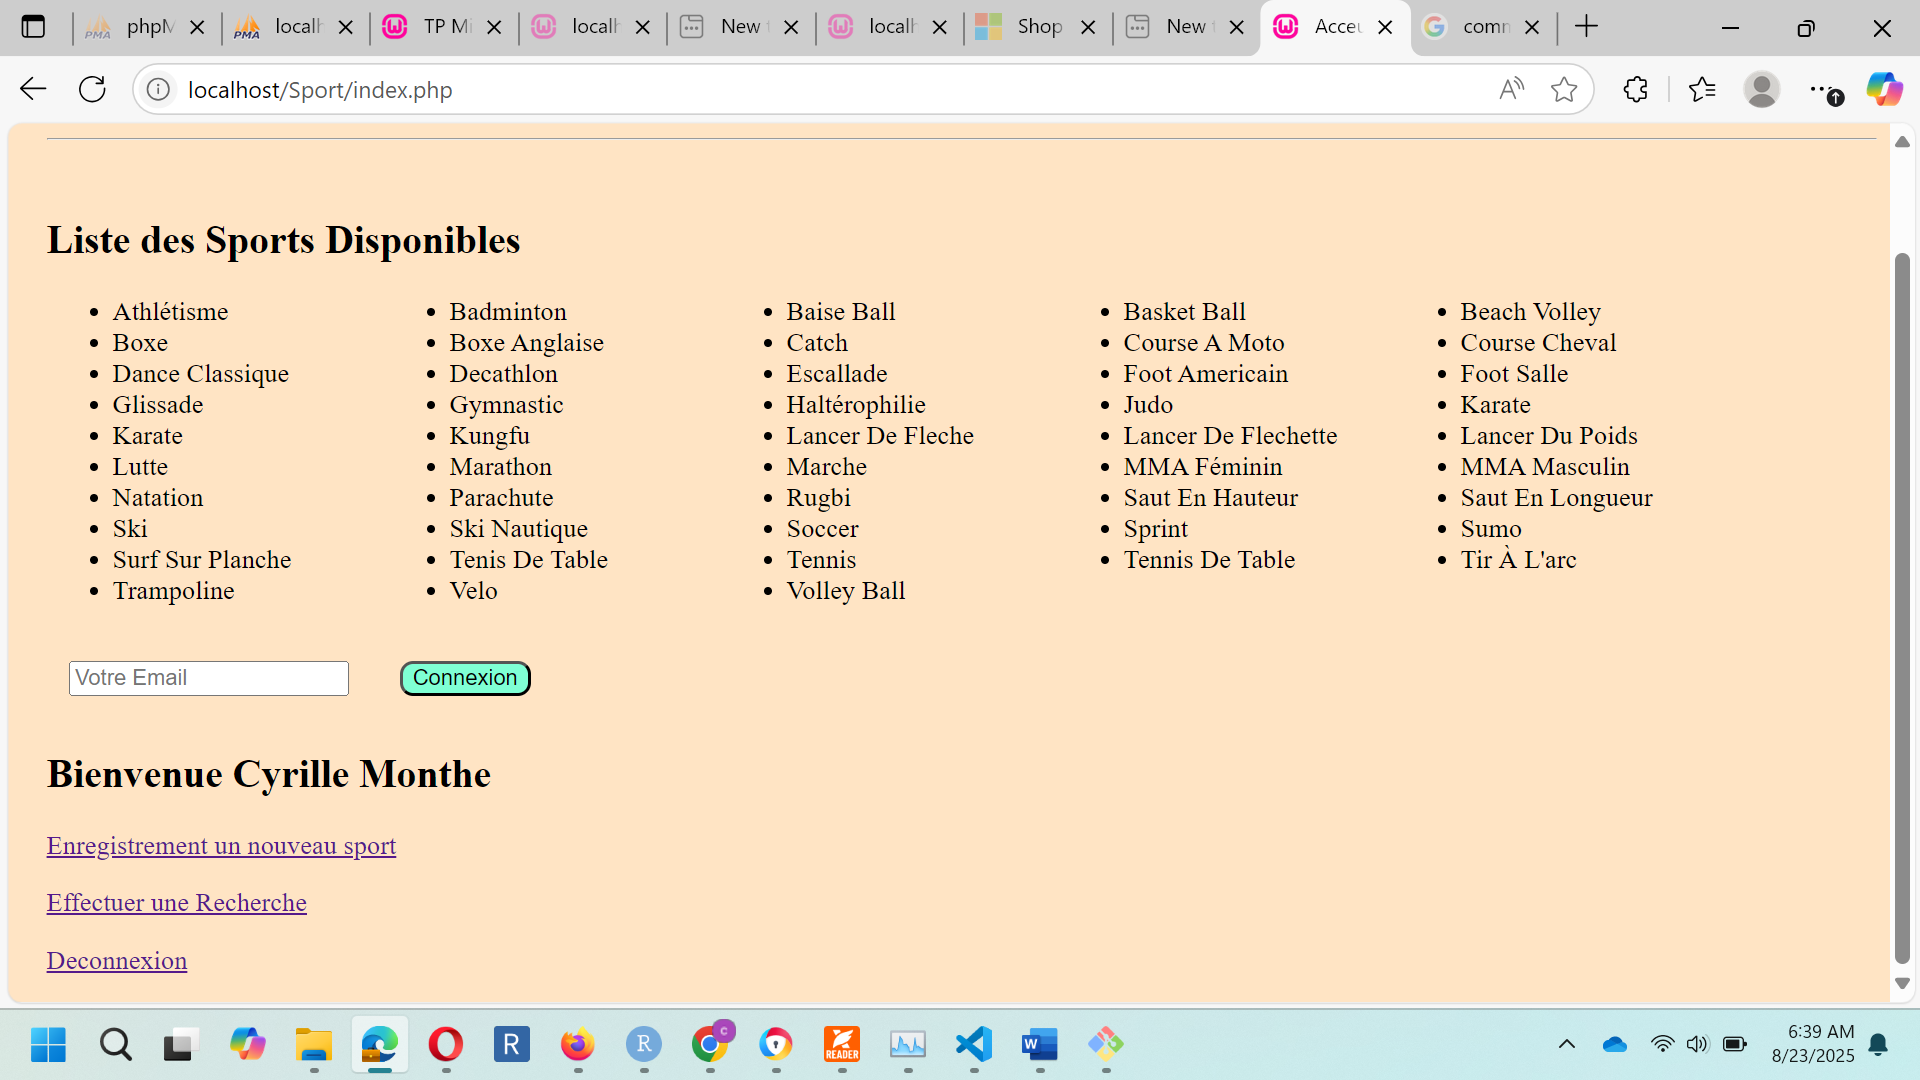 phpM localh TP Mi localh New t localh Shop New t Acceu comm
localhost/Sport/index.php
Liste des Sports Disponibles
Athlétisme Badminton Baise Ball Basket Ball Beach Volley
Boxe Boxe Anglaise Catch Course A Moto Course Cheval
Dance Classique Decathlon Escallade Foot Americain Foot Salle
Glissade Gymnastic Haltérophilie Judo Karate
Karate Kungfu Lancer De Fleche Lancer De Flechette Lancer Du Poids
Lutte Marathon Marche MMA Féminin MMA Masculin
Natation Parachute Rugbi Saut En Hauteur Saut En Longueur
Ski Ski Nautique Soccer Sprint Sumo
Surf Sur Planche Tenis De Table Tennis Tennis De Table Tir À L'arc
Trampoline Velo Volley Ball
Votre Email Connexion
Bienvenue Cyrille Monthe
Enregistrement un nouveau sport
Effectuer une Recherche
Deconnexion
6:39 AM
8/23/2025